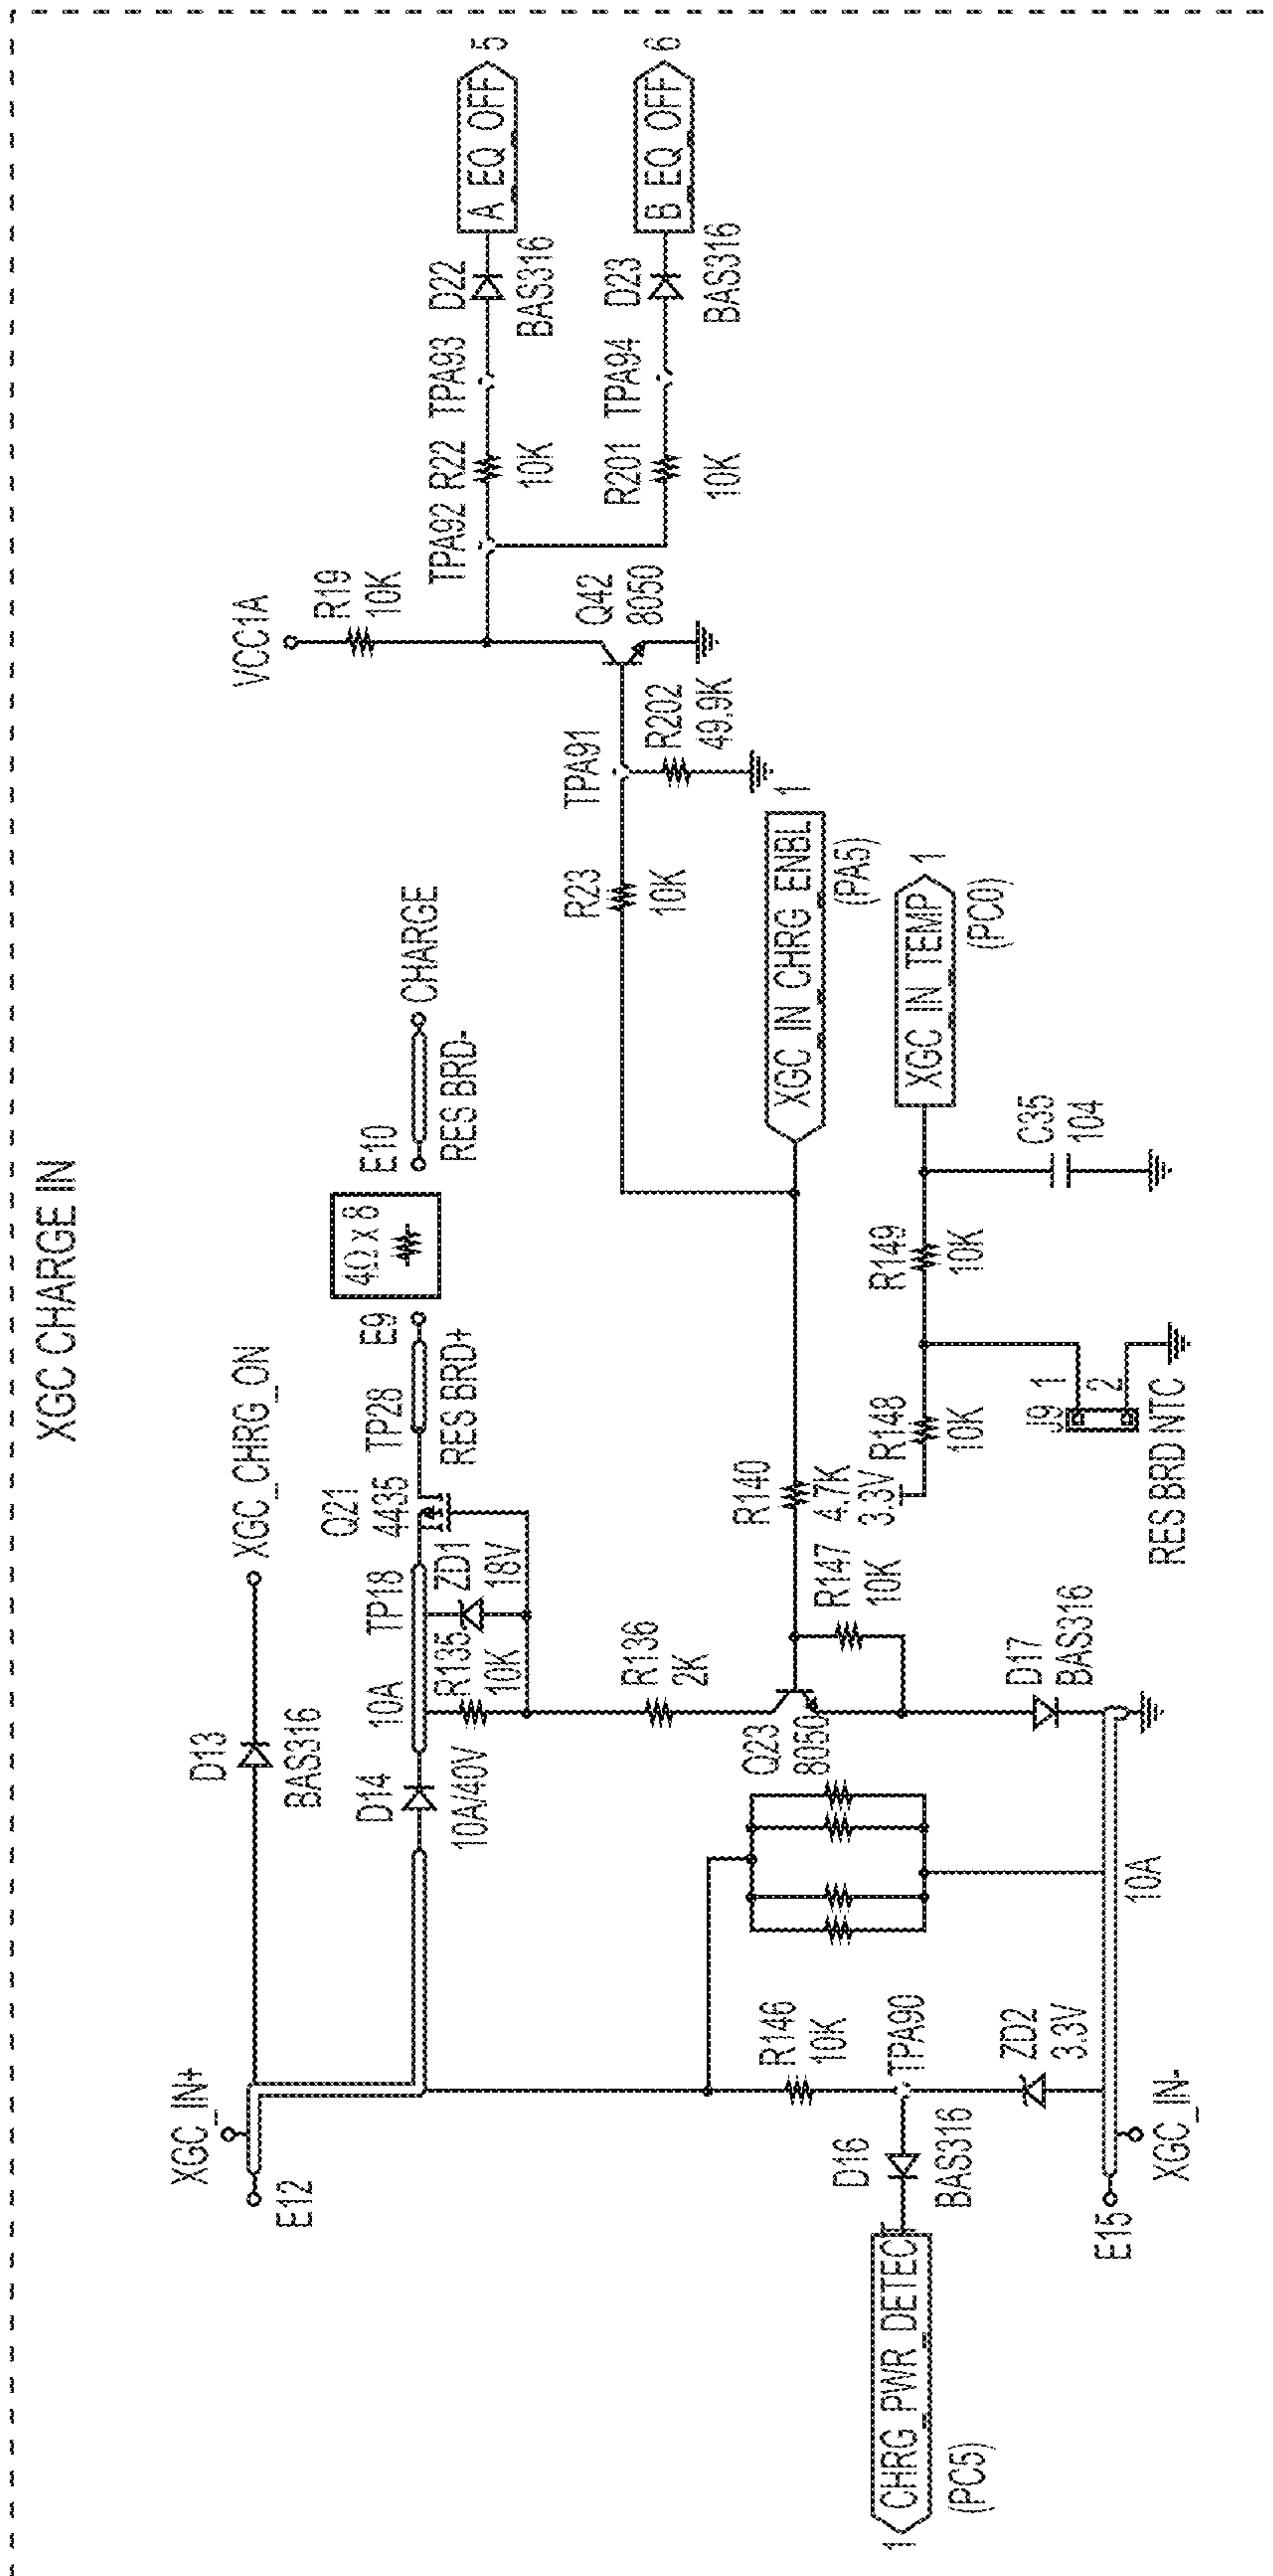 XGC CHARGE IN
XGC_IN+
E12
D13
BAS316
XGC_CHRG_ON
D14
10A/40V
10A
TP18
R135
10K
ZD1
18V
Q21
4435
TP28
RES BRD+
E9
4Ω x 8
E10
RES BRD-
CHARGE
VCC1A
R19
10K
TPA92
R22
10K
TPA93
D22
BAS316
A_EQ_OFF
5
R201
10K
TPA94
D23
BAS316
B_EQ_OFF
6
Q42
8050
TPA91
R202
49.9K
R23
10K
R136
2K
Q23
8050
R147
10K
R140
4.7K
XGC_IN_CHRG_ENBL
1
(PA5)
3.3V
R148
10K
R149
10K
XGC_IN_TEMP
1
(PC0)
C35
104
J9
1
2
RES BRD NTC
D17
BAS316
10A
R146
10K
TPA90
ZD2
3.3V
D16
BAS316
CHRG_PWR_DETECT
1
(PC5)
E15
XGC_IN-